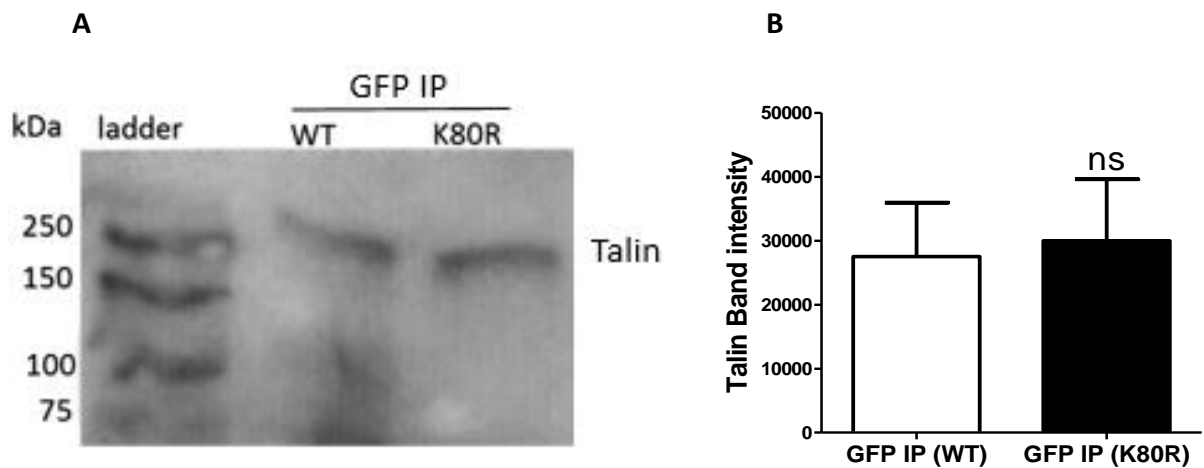 A
GFP IP
kDa ladder WT K80R
250
150
100
75
Talin
B
Talin Band intensity
50000
40000
30000
20000
10000
0
ns
GFP IP (WT) GFP IP (K80R)